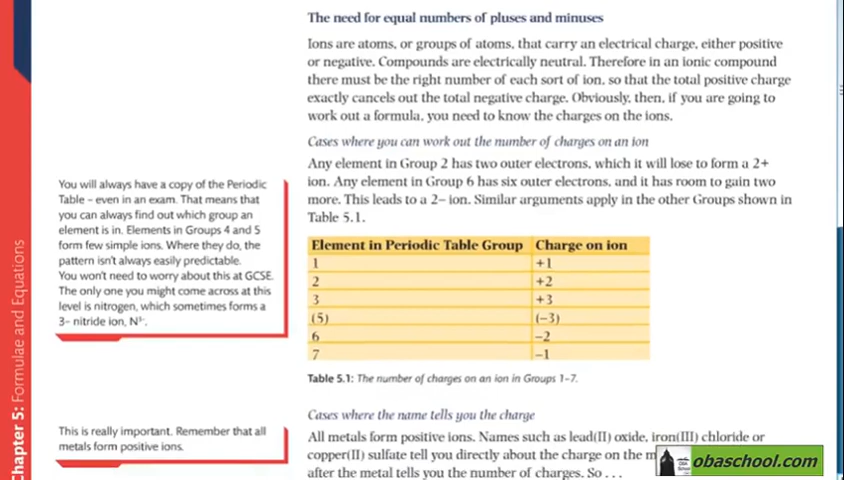 The need for equal numbers of pluses and minuses
Ions are atoms, or groups of atoms, that carry an electrical charge, either positive
or negative. Compounds are electrically neutral. Therefore in an ionic compound
there must be the right number of each sort of ion, so that the total positive charge
exactly cancels out the total negative charge. Obviously, then, if you are going to
work out a formula, you need to know the charges on the ions.
Cases where you can work out the number of charges on an ion
Any element in Group 2 has two outer electrons, which it will lose to form a 2+
ion. Any element in Group 6 has six outer electrons, and it has room to gain two
more. This leads to a 2– ion. Similar arguments apply in the other Groups shown in
Table 5.1.
You will always have a copy of the Periodic
Table – even in an exam. That means that
you can always find out which group an
element is in. Elements in Groups 4 and 5
form few simple ions. Where they do, the
pattern isn't always easily predictable.
You won't need to worry about this at GCSE.
The only one you might come across at this
level is nitrogen, which sometimes forms a
3– nitride ion, N³⁻.
Element in Periodic Table Group Charge on ion
1 +1
2 +2
3 +3
(5) (–3)
6 –2
7 –1
Table 5.1: The number of charges on an ion in Groups 1–7.
Cases where the name tells you the charge
This is really important. Remember that all
metals form positive ions.
All metals form positive ions. Names such as lead(II) oxide, iron(III) chloride or
copper(II) sulfate tell you directly about the charge on the
after the metal tells you the number of charges. So . . .
Chapter 5: Formulae and Equations
obaschool.com